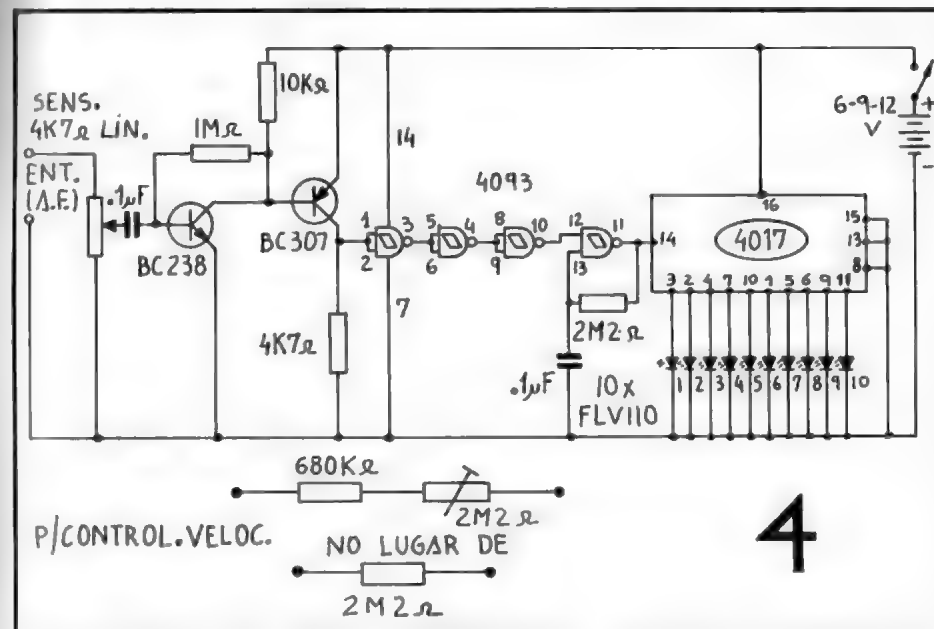 SENS.
4K7Ω LÍN.
ENT.
(A.F.)
.1µF
1MΩ
10KΩ
BC238
BC307
4K7Ω
14
7
4093
1
2
3
5
6
4
8
9
10
12
13
11
2M2Ω
.1µF
10x
FLV110
14
4017
16
15
13
8
3 2 4 7 10 1 5 6 9 11
1 2 3 4 5 6 7 8 9 10
6-9-12
V
+
-
680KΩ
2M2Ω
P/CONTROL.VELOC.
NO LUGAR DE
2M2Ω
4